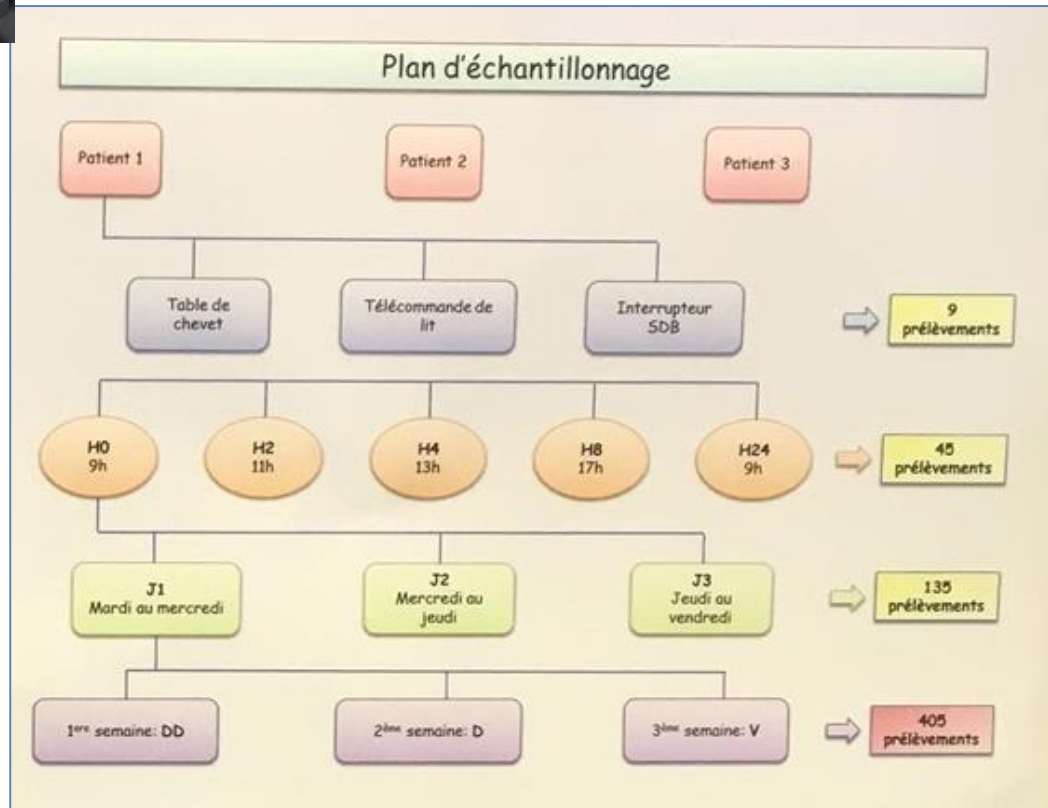 Plan d'échantillonnage
Patient 1
Patient 2
Patient 3
Table de
chevet
Télécommande de
lit
Interrupteur
SDB
9
prélèvements
H0
9h
H2
11h
H4
13h
H8
17h
H24
9h
45
prélèvements
J1
Mardi au mercredi
J2
Mercredi au
jeudi
J3
Jeudi au
vendredi
135
prélèvements
1ere semaine: DD
2ème semaine: D
3ème semaine: V
405
prélèvements